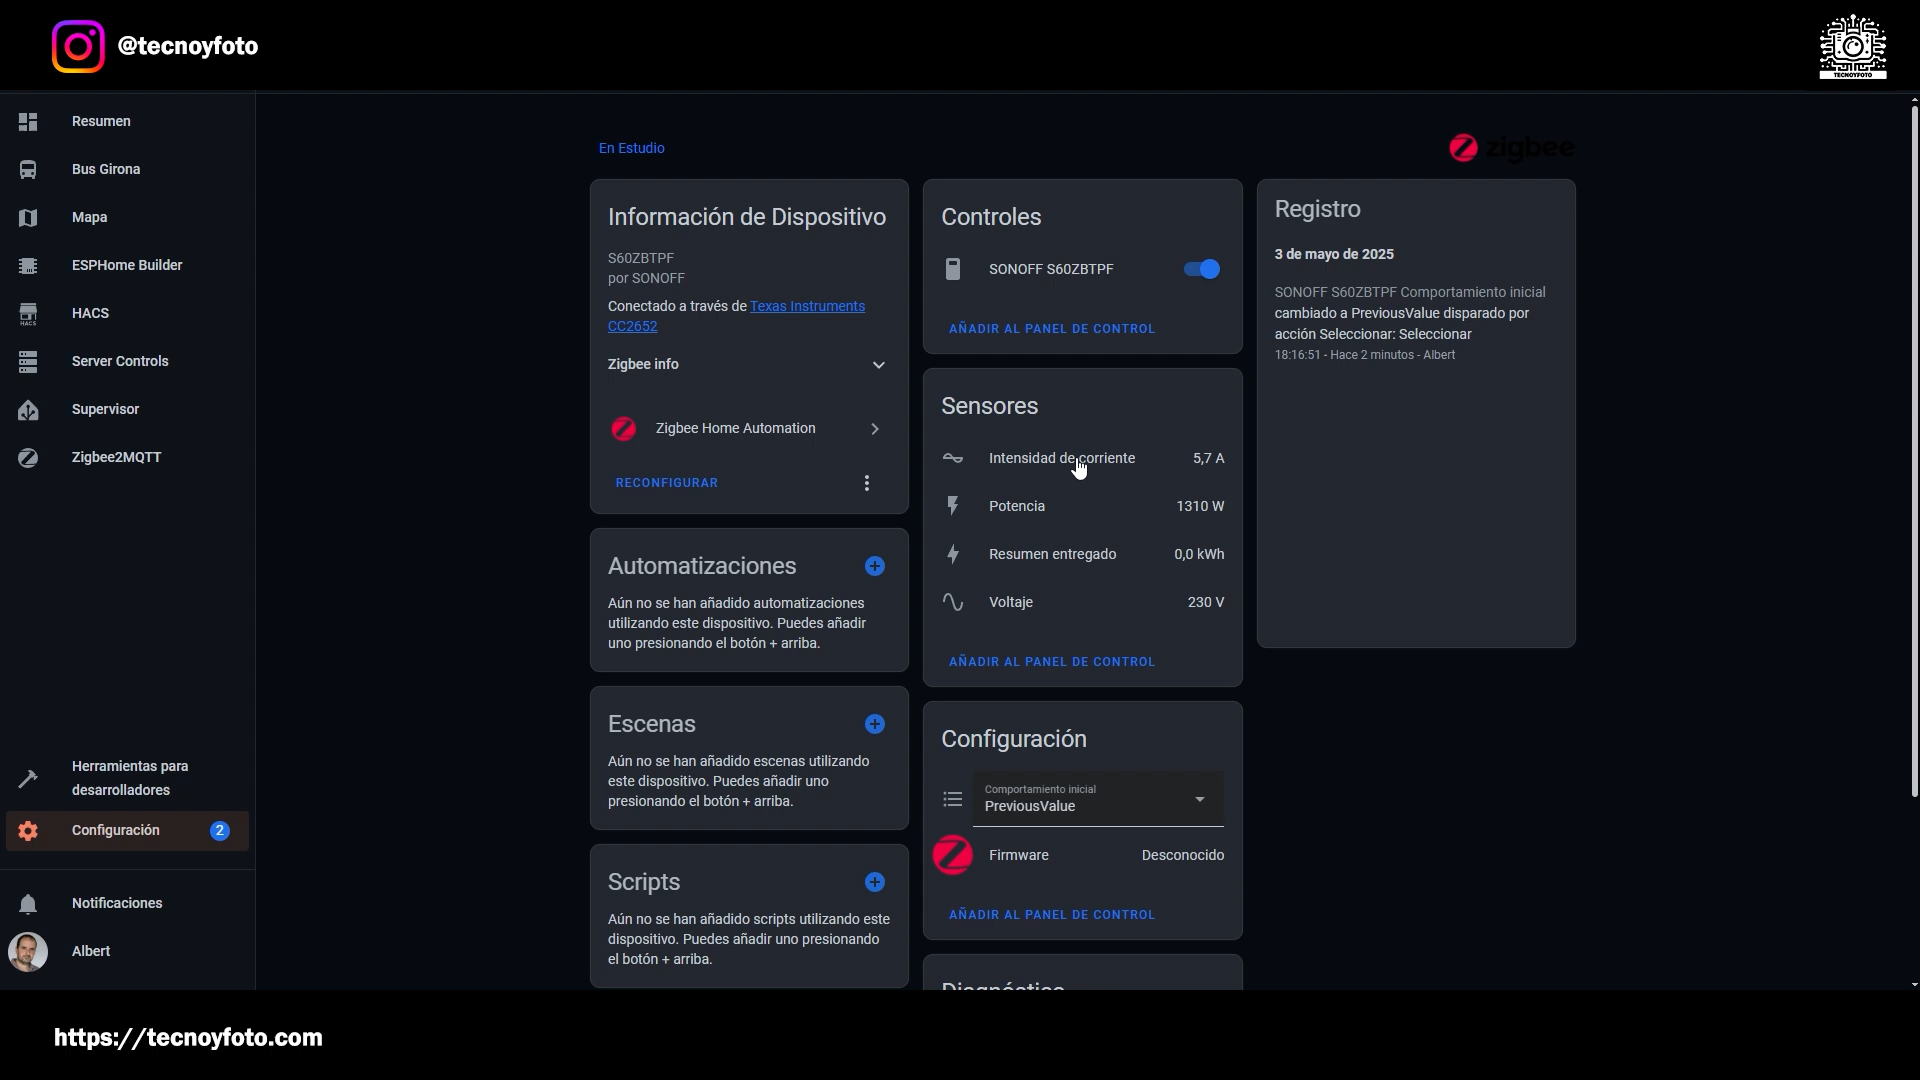 @tecnoyfoto
TECNOYFOTO
Resumen
Bus Girona
Mapa
ESPHome Builder
HACS
HACS
Server Controls
Supervisor
Zigbee2MQTT
Herramientas para
desarrolladores
Configuración
2
Notificaciones
Albert
En Estudio
zigbee
Información de Dispositivo
S60ZBTPF
por SONOFF
Conectado a través de Texas Instruments
CC2652
Zigbee info
Zigbee Home Automation
RECONFIGURAR
Automatizaciones
Aún no se han añadido automatizaciones
utilizando este dispositivo. Puedes añadir
uno presionando el botón + arriba.
Escenas
Aún no se han añadido escenas utilizando
este dispositivo. Puedes añadir uno
presionando el botón + arriba.
Scripts
Aún no se han añadido scripts utilizando este
dispositivo. Puedes añadir uno presionando
el botón + arriba.
Controles
SONOFF S60ZBTPF
AÑADIR AL PANEL DE CONTROL
Sensores
Intensidad de corriente 5,7 A
Potencia 1310 W
Resumen entregado 0,0 kWh
Voltaje 230 V
AÑADIR AL PANEL DE CONTROL
Configuración
Comportamiento inicial
PreviousValue
Firmware Desconocido
AÑADIR AL PANEL DE CONTROL
Diagnóstico
Registro
3 de mayo de 2025
SONOFF S60ZBTPF Comportamiento inicial
cambiado a PreviousValue disparado por
acción Seleccionar: Seleccionar
18:16:51 - Hace 2 minutos - Albert
https://tecnoyfoto.com